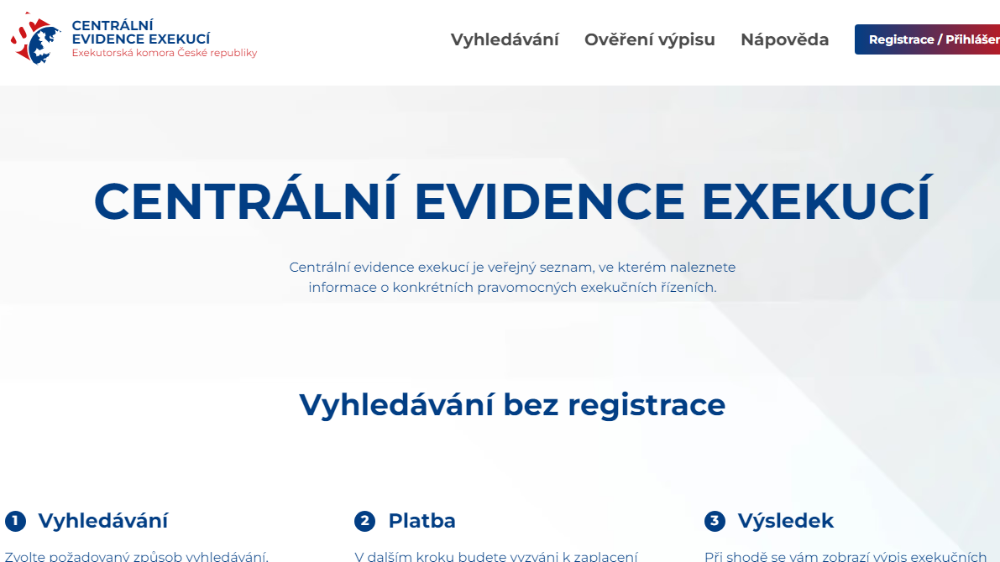 CENTRÁLNÍ
EVIDENCE EXEKUCÍ
Exekutorská komora České republiky
Vyhledávání
Ověření výpisu
Nápověda
Registrace /
CENTRÁLNÍ EVIDENCE EXEKUCÍ
Centrální evidence exekucí je veřejný seznam, ve kterém naleznete
informace o konkrétních pravomocných exekučních řízeních.
Vyhledávání bez registrace
1 Vyhledávání
2 Platba
3 Výsledek
Zvolte požadovaný způsob vyhledávání.
V dalším kroku budete vyzváni k zaplacení
Při shodě se vám zobrazí výpis exekučních